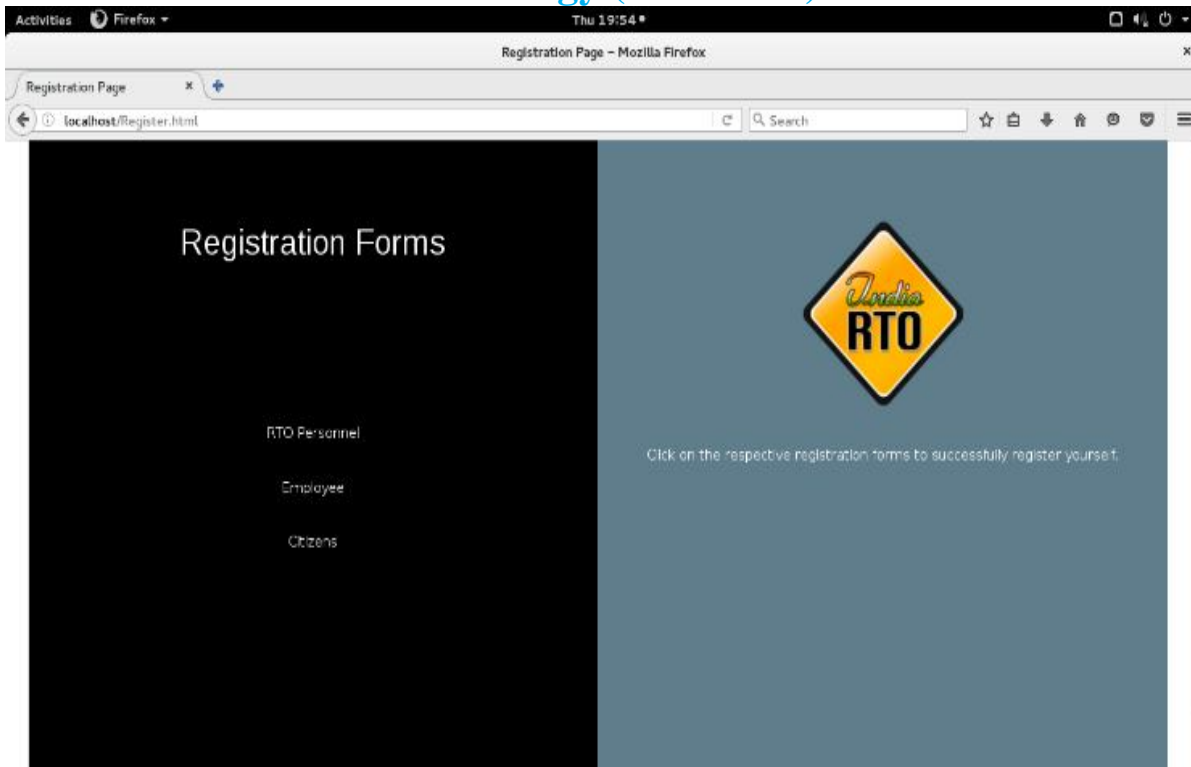 Activities Firefox Thu 19:54
Registration Page – Mozilla Firefox
Registration Page
localhost/Register.html
Search
Registration Forms
RTO Personnel
Employee
Citizens
India
RTO
Click on the respective registration forms to successfully register yourself.